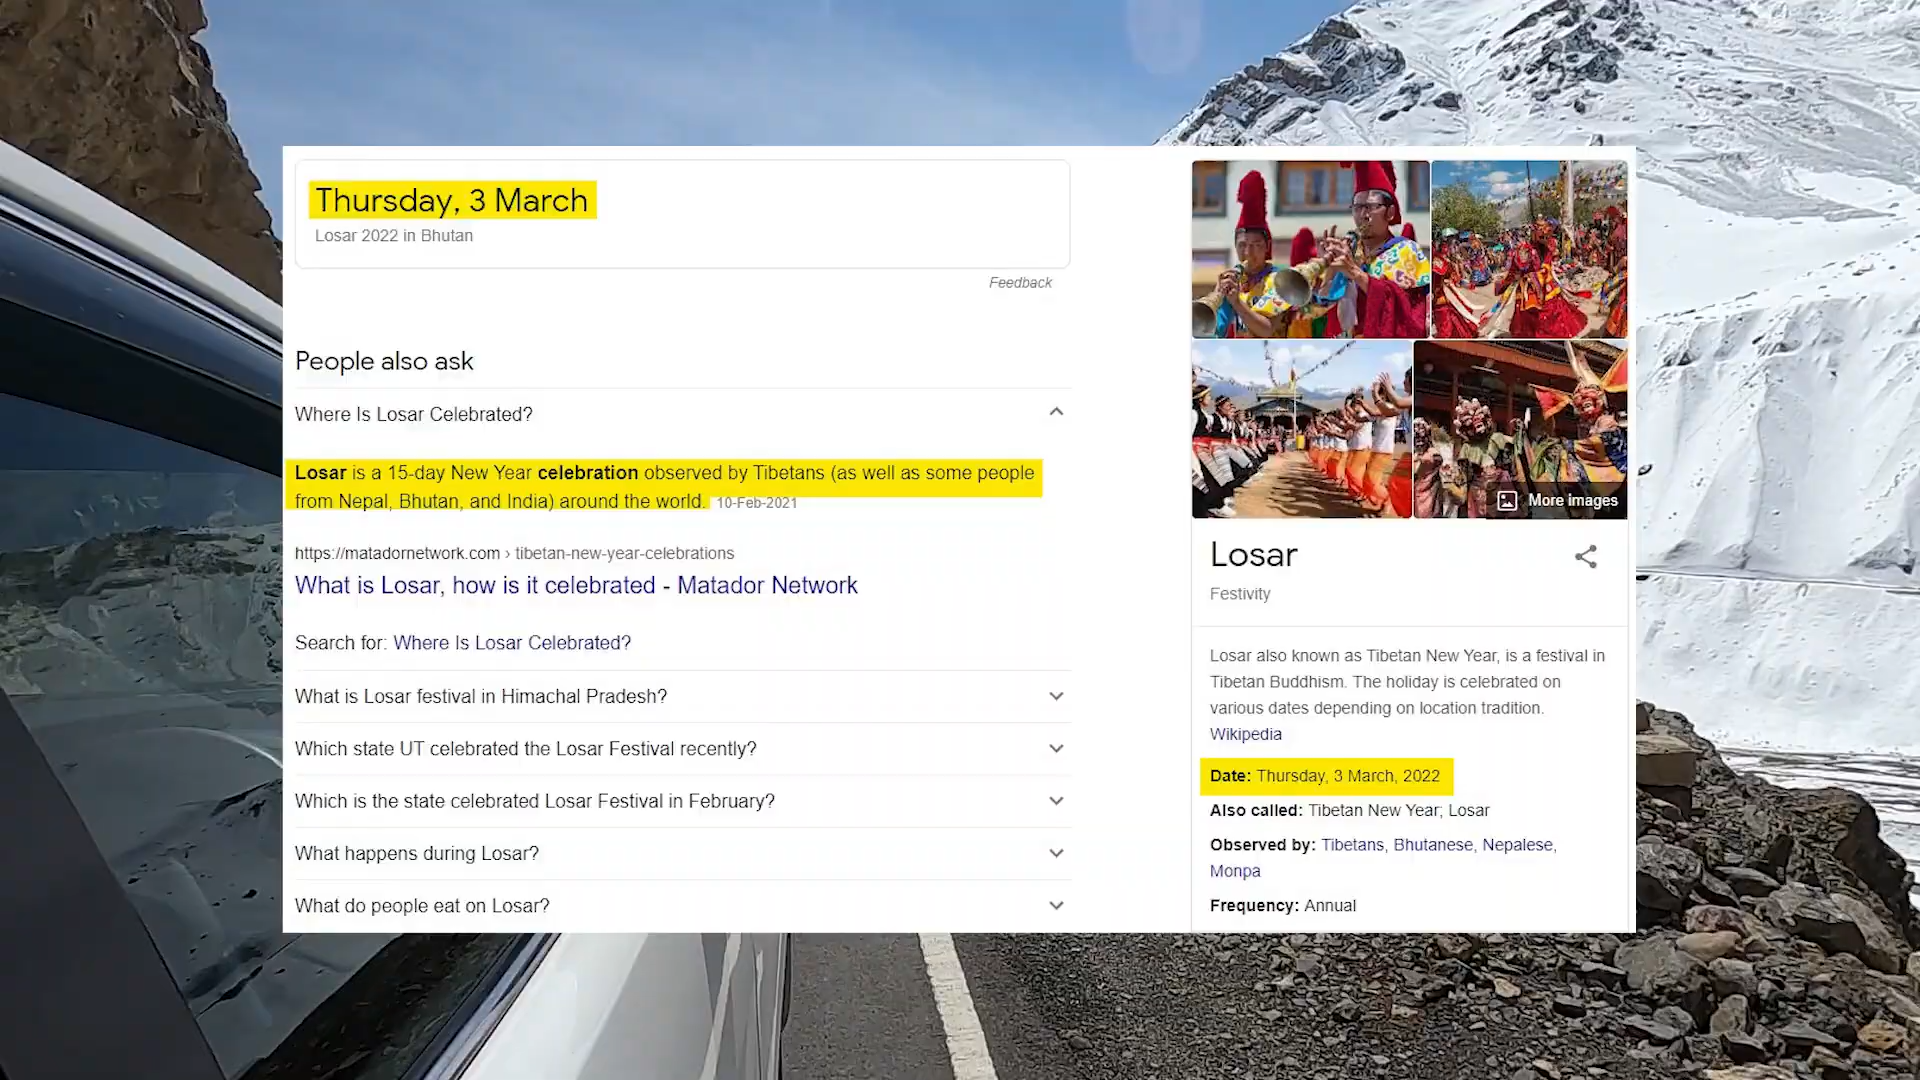 Thursday, 3 March
Losar 2022 in Bhutan
Feedback
People also ask
Where Is Losar Celebrated?
Losar is a 15-day New Year celebration observed by Tibetans (as well as some people
from Nepal, Bhutan, and India) around the world. 10-Feb-2021
https://matadornetwork.com › tibetan-new-year-celebrations
What is Losar, how is it celebrated - Matador Network
Search for: Where Is Losar Celebrated?
What is Losar festival in Himachal Pradesh?
Which state UT celebrated the Losar Festival recently?
Which is the state celebrated Losar Festival in February?
What happens during Losar?
What do people eat on Losar?
More images
Losar
Festivity
Losar also known as Tibetan New Year, is a festival in
Tibetan Buddhism. The holiday is celebrated on
various dates depending on location tradition.
Wikipedia
Date: Thursday, 3 March, 2022
Also called: Tibetan New Year; Losar
Observed by: Tibetans, Bhutanese, Nepalese,
Monpa
Frequency: Annual